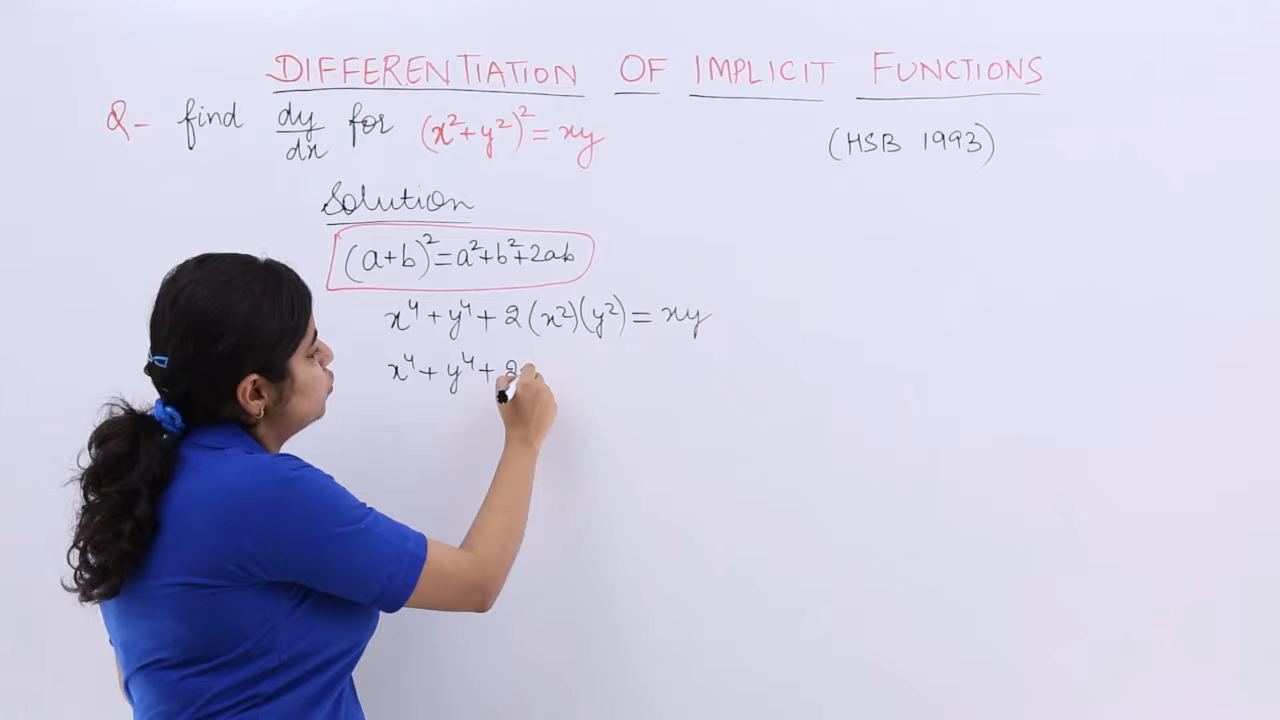 DIFFERENTIATION OF IMPLICIT FUNCTIONS
Q- find dy/dx for (x²+y²)²=xy
(HSB 1993)
Solution
(a+b)²=a²+b²+2ab
x⁴+y⁴+2(x²)(y²)=xy
x⁴+y⁴+2